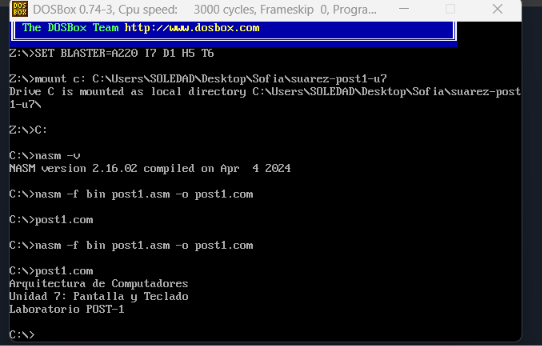 DOSBox 0.74-3, Cpu speed: 3000 cycles, Frameskip 0, Progra...
The DOSBox Team http://www.dosbox.com
Z:\>SET BLASTER=A220 I7 D1 H5 T6
Z:\>mount c: C:\Users\SOLEDAD\Desktop\Sofia\suarez-post1-u7
Drive C is mounted as local directory C:\Users\SOLEDAD\Desktop\Sofia\suarez-post
1-u7\
Z:\>C:
C:\>nasm -v
NASM version 2.16.02 compiled on Apr  4 2024
C:\>nasm -f bin post1.asm -o post1.com
C:\>post1.com
C:\>nasm -f bin post1.asm -o post1.com
C:\>post1.com
Arquitectura de Computadores
Unidad 7: Pantalla y Teclado
Laboratorio POST-1
C:\>